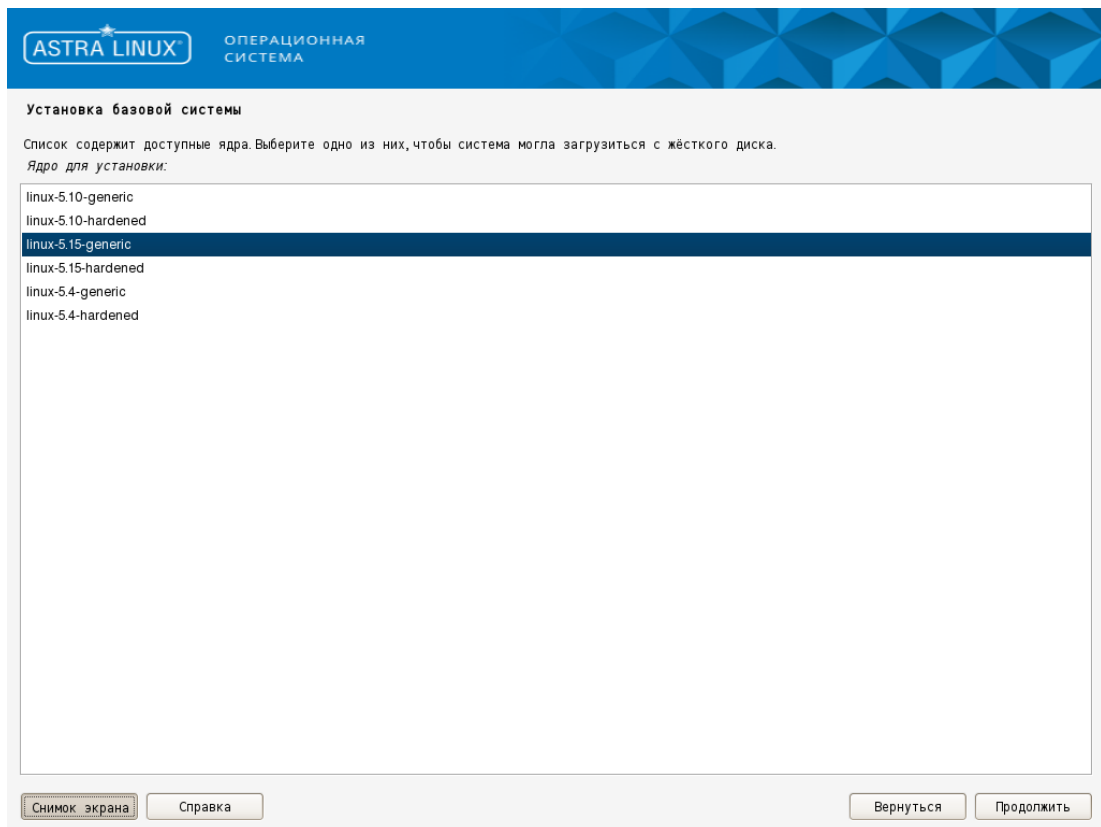 ASTRA LINUX®
ОПЕРАЦИОННАЯ
СИСТЕМА
Установка базовой системы
Список содержит доступные ядра. Выберите одно из них, чтобы система могла загрузиться с жёсткого диска.
Ядро для установки:
linux-5.10-generic
linux-5.10-hardened
linux-5.15-generic
linux-5.15-hardened
linux-5.4-generic
linux-5.4-hardened
Снимок экрана Справка Вернуться Продолжить